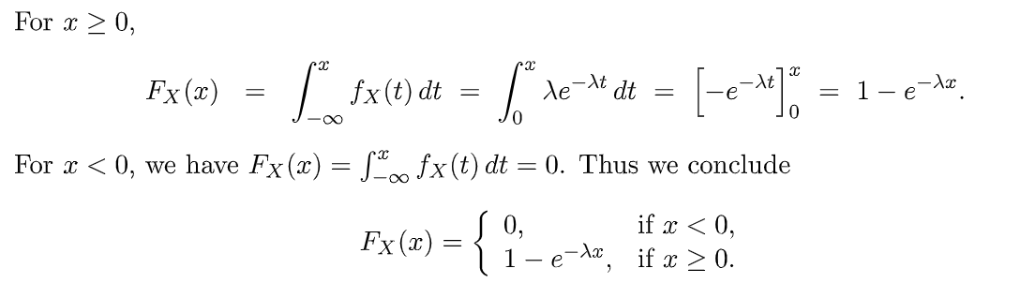 For x ≥ 0,
F_X(x) = ∫_{−∞}^{x} f_X(t) dt = ∫_{0}^{x} λe^{−λt} dt = [−e^{−λt}]_{0}^{x} = 1 − e^{−λx}.
For x < 0, we have F_X(x) = ∫_{−∞}^{x} f_X(t) dt = 0. Thus we conclude
F_X(x) = { 0, if x < 0,
1 − e^{−λx}, if x ≥ 0.